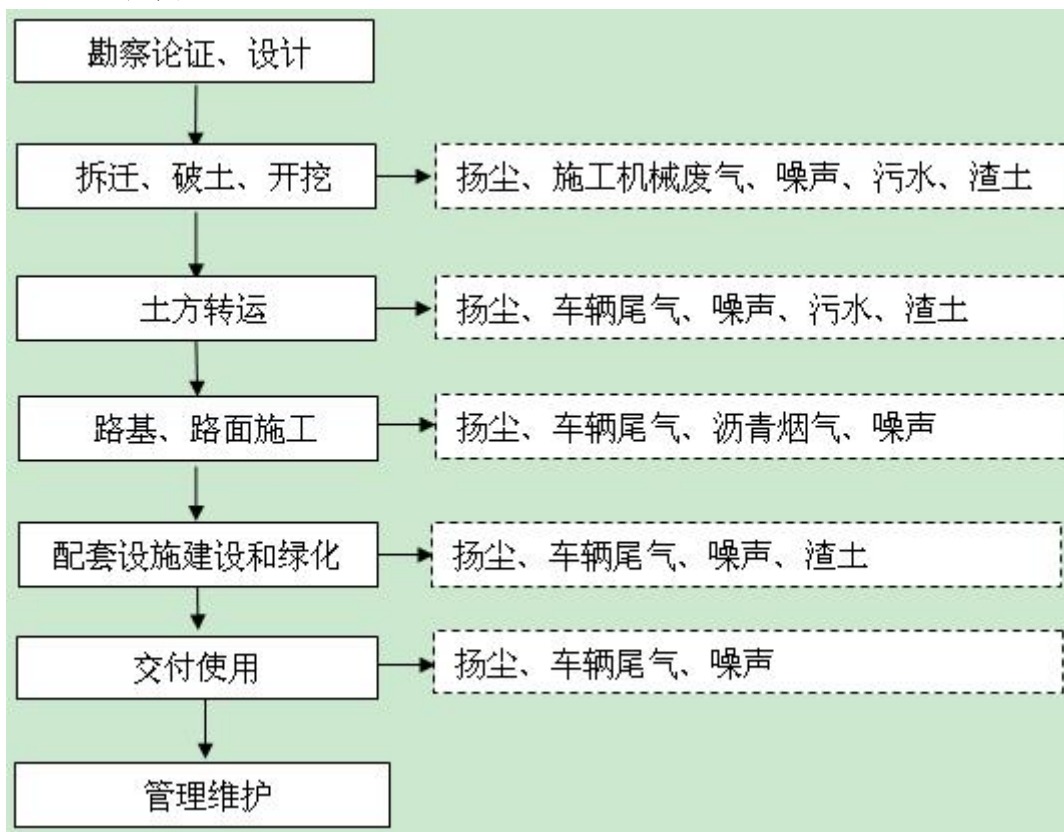 勘察论证、设计
拆迁、破土、开挖
扬尘、施工机械废气、噪声、污水、渣土
土方转运
扬尘、车辆尾气、噪声、污水、渣土
路基、路面施工
扬尘、车辆尾气、沥青烟气、噪声
配套设施建设和绿化
扬尘、车辆尾气、噪声、渣土
交付使用
扬尘、车辆尾气、噪声
管理维护